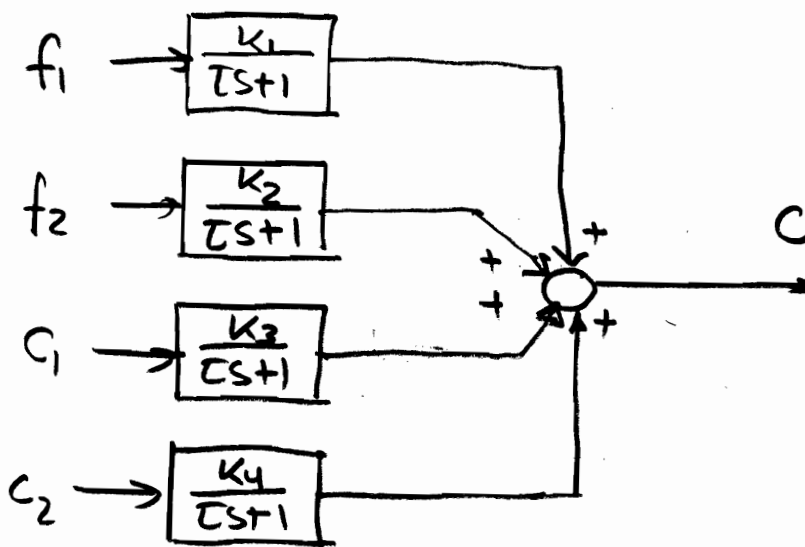 f₁ K₁ / τs+1
+
f₂ K₂ / τs+1
C
+
+
C₁ K₃ / τs+1
+
C₂ K₄ / τs+1